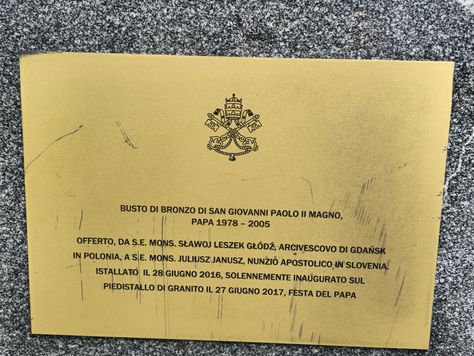 BUSTO DI BRONZO DI SAN GIOVANNI PAOLO II MAGNO,
PAPA 1978 – 2005
OFFERTO, DA S.E. MONS. SŁAWOJ LESZEK GŁÓDŹ, ARCIVESCOVO DI GDAŃSK
IN POLONIA, A S.E. MONS. JULIUSZ JANUSZ, NUNZIÒ APOSTOLICO IN SLOVENIA.
ISTALLATO IL 28 GIUGNO 2016, SOLENNEMENTE INAUGURATO SUL
PIEDISTALLO DI GRANITO IL 27 GIUGNO 2017, FESTA DEL PAPA